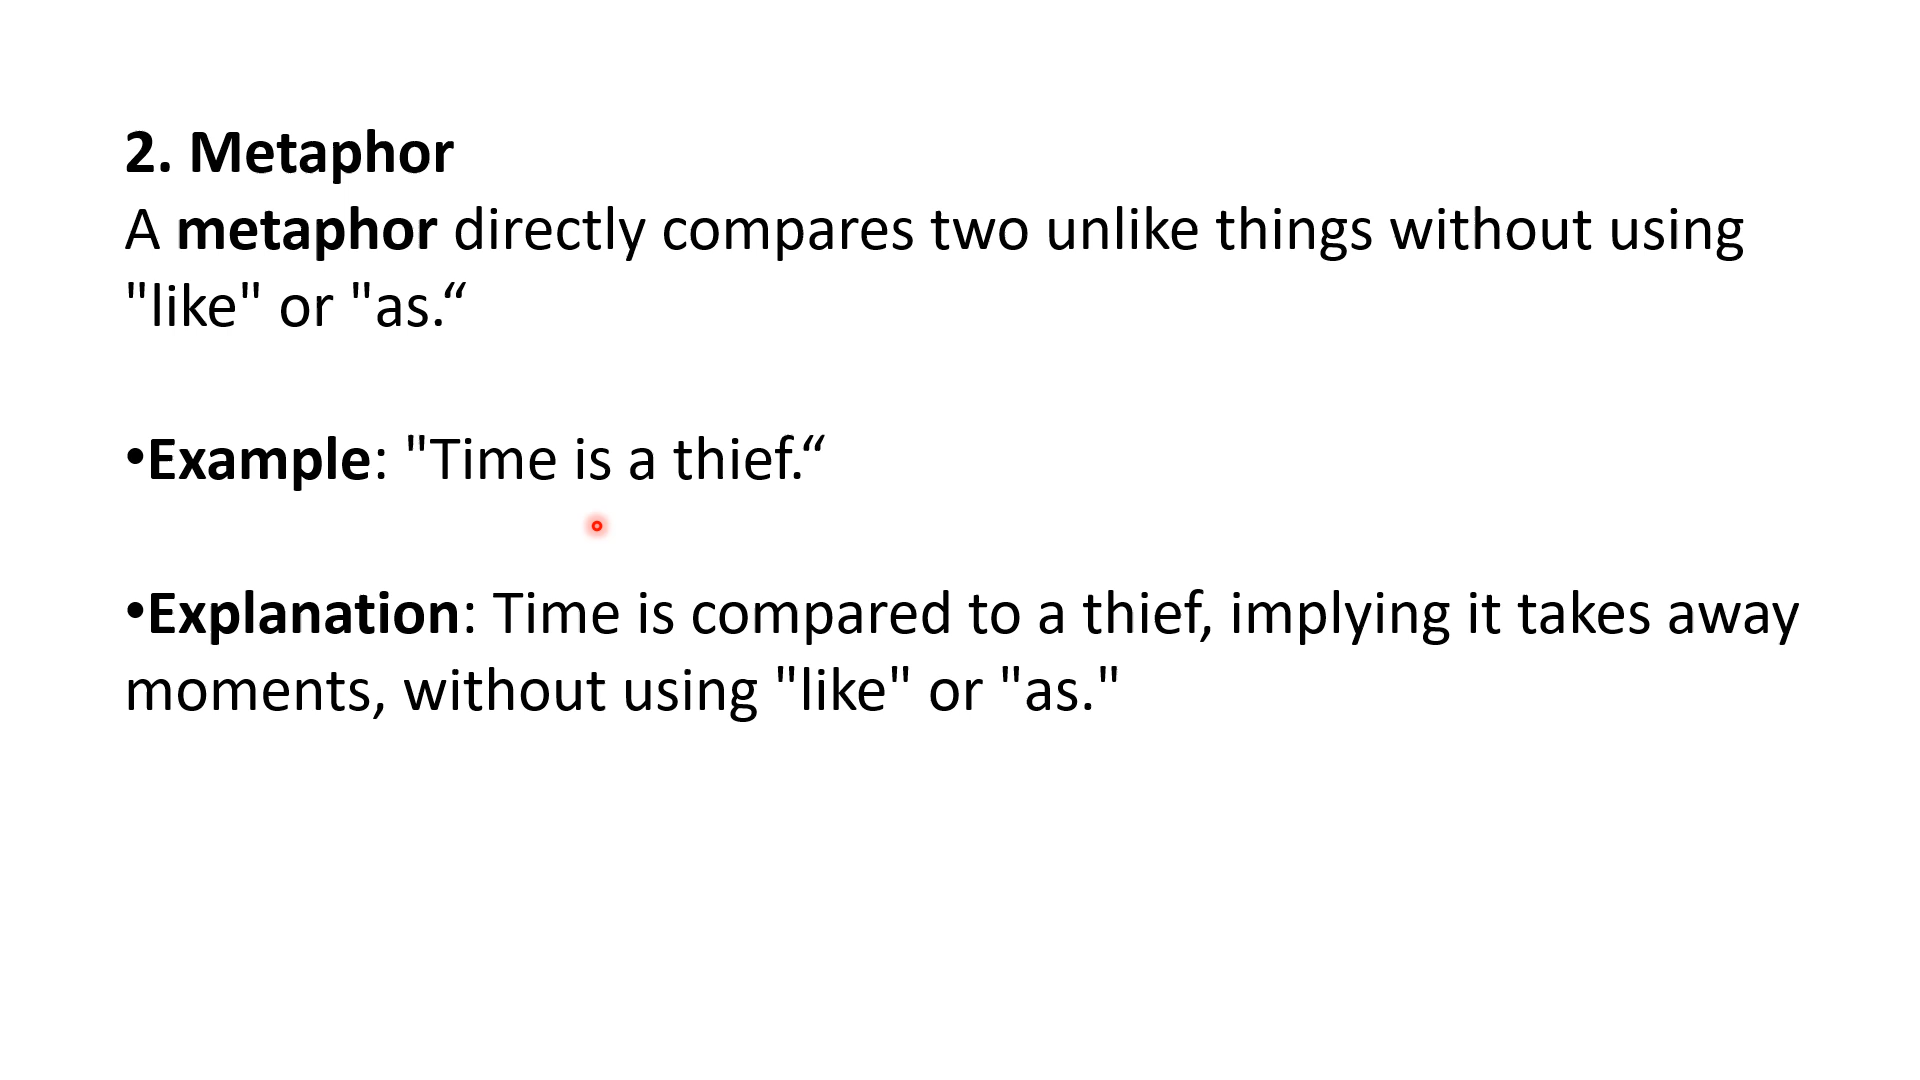 2. Metaphor
A metaphor directly compares two unlike things without using
"like" or "as.“
•Example: "Time is a thief.“
•Explanation: Time is compared to a thief, implying it takes away
moments, without using "like" or "as."